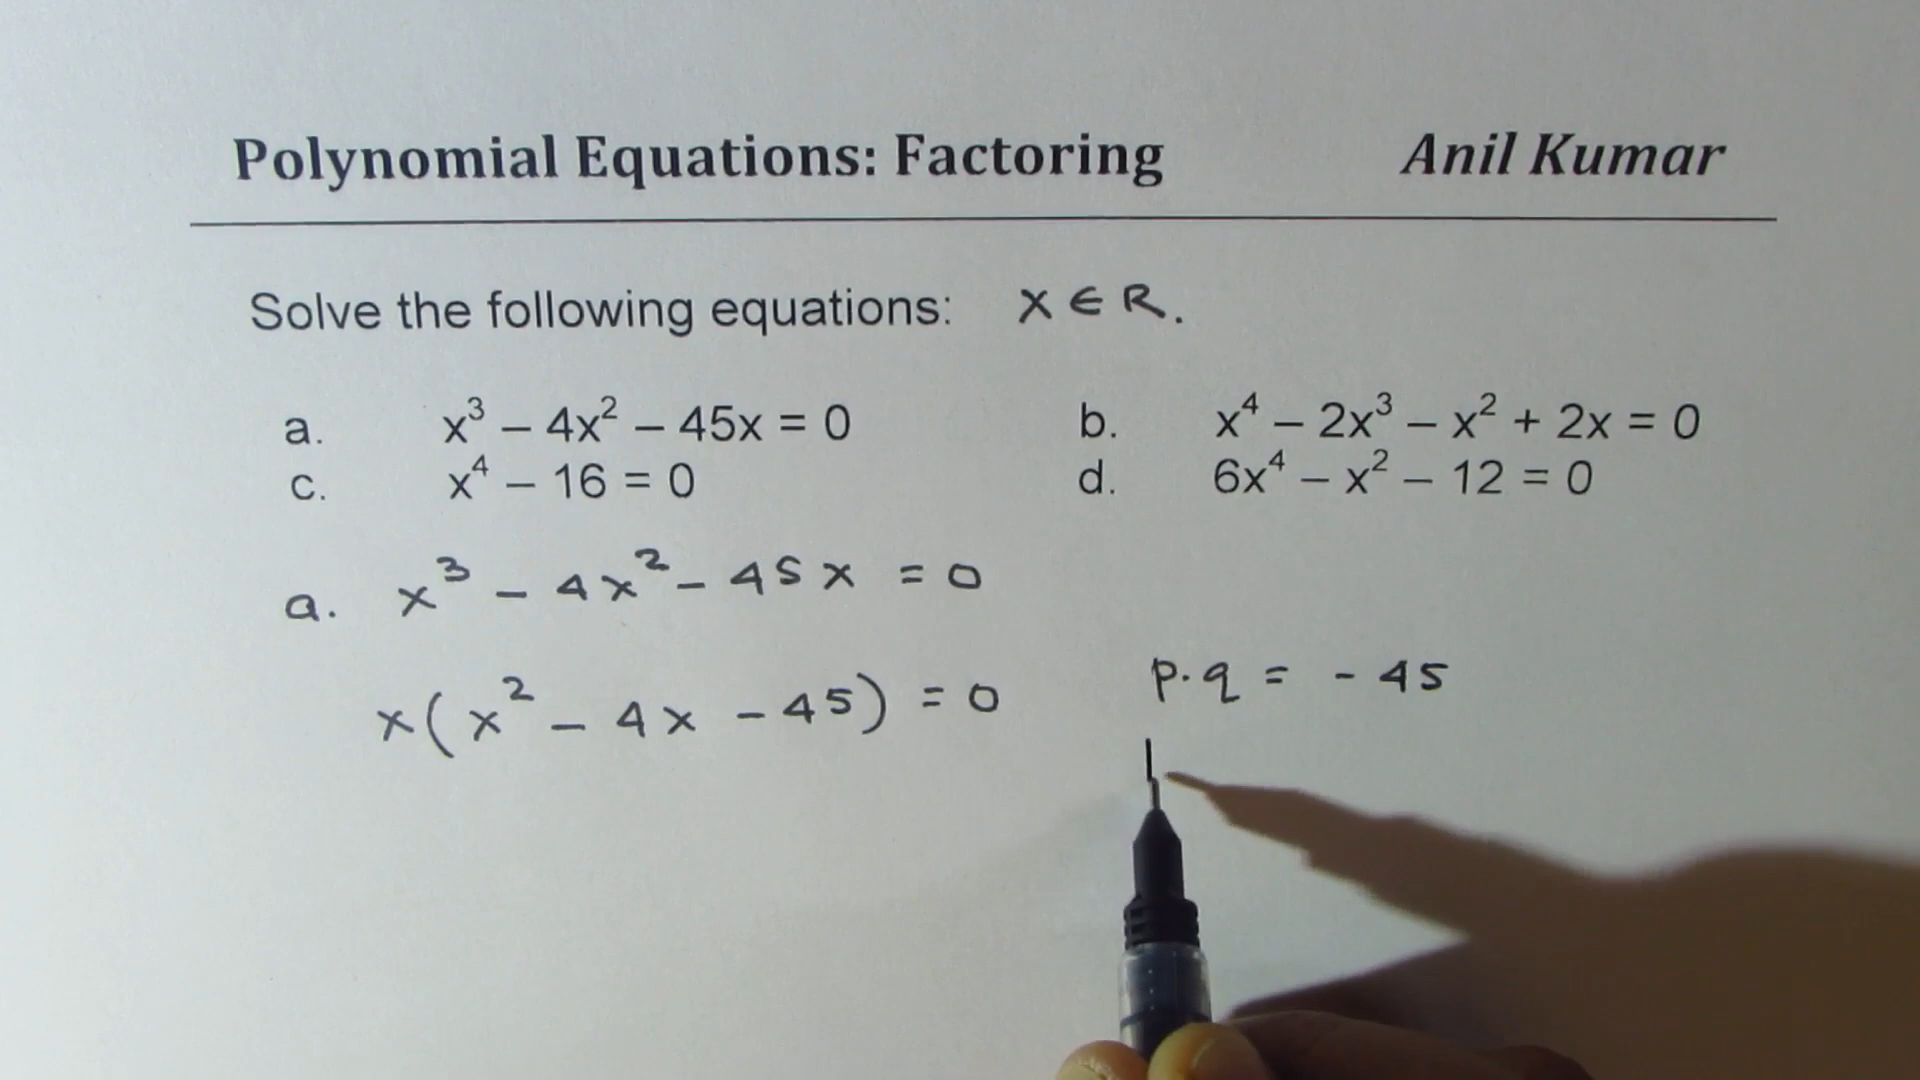 Polynomial Equations: Factoring Anil Kumar
Solve the following equations: x ∈ R.
a. x³ – 4x² – 45x = 0 b. x⁴ – 2x³ – x² + 2x = 0
c. x⁴ – 16 = 0 d. 6x⁴ – x² – 12 = 0
a. x³ – 4x² – 45x = 0
x(x² – 4x – 45) = 0 p·q = -45